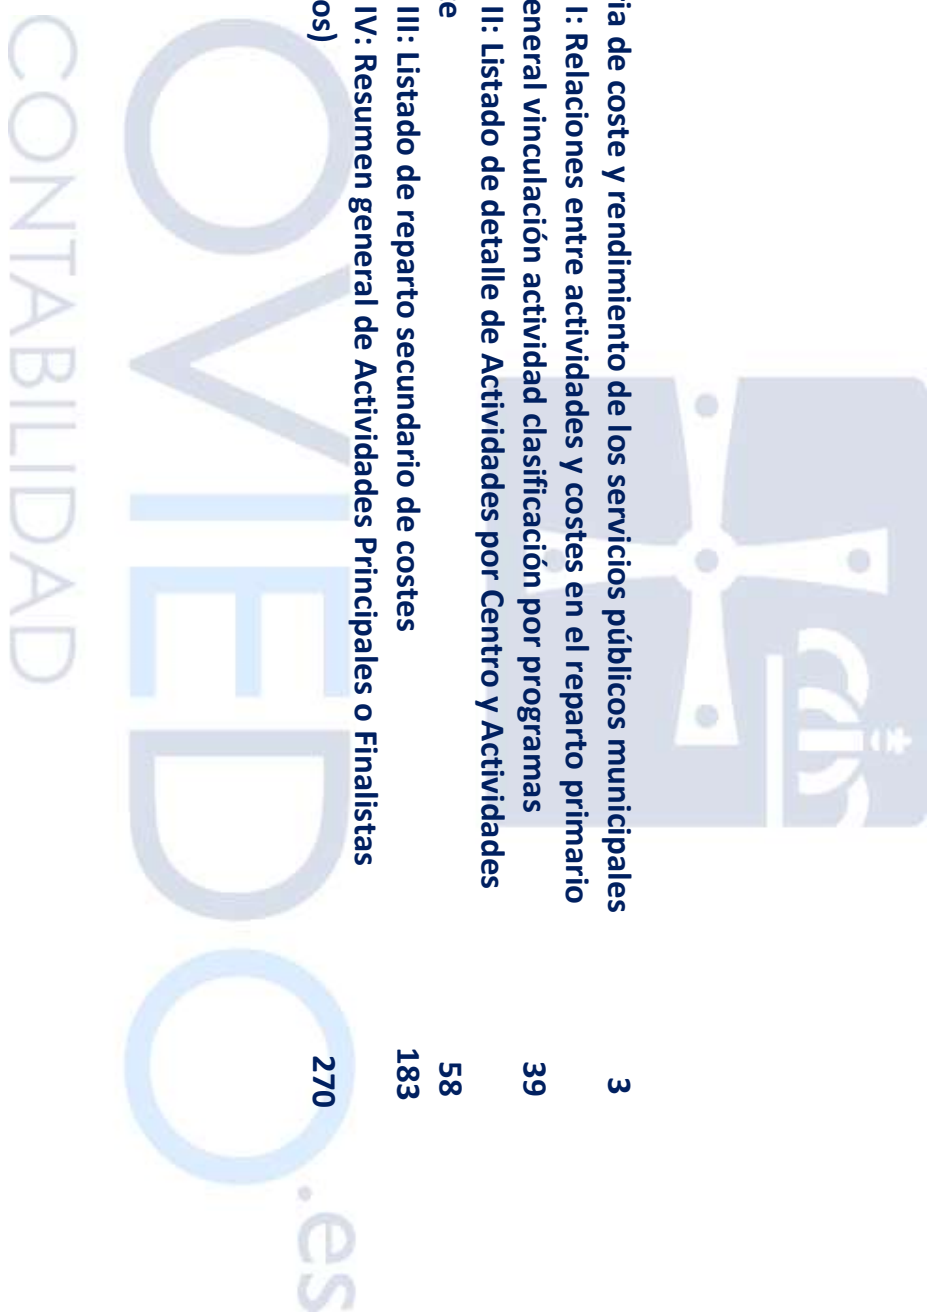 ia de coste y rendimiento de los servicios públicos municipales 3
I: Relaciones entre actividades y costes en el reparto primario
eneral vinculación actividad clasificación por programas 39
II: Listado de detalle de Actividades por Centro y Actividades
e 58
III: Listado de reparto secundario de costes 183
IV: Resumen general de Actividades Principales o Finalistas
os) 270
OVIEDO.es
CONTABILIDAD